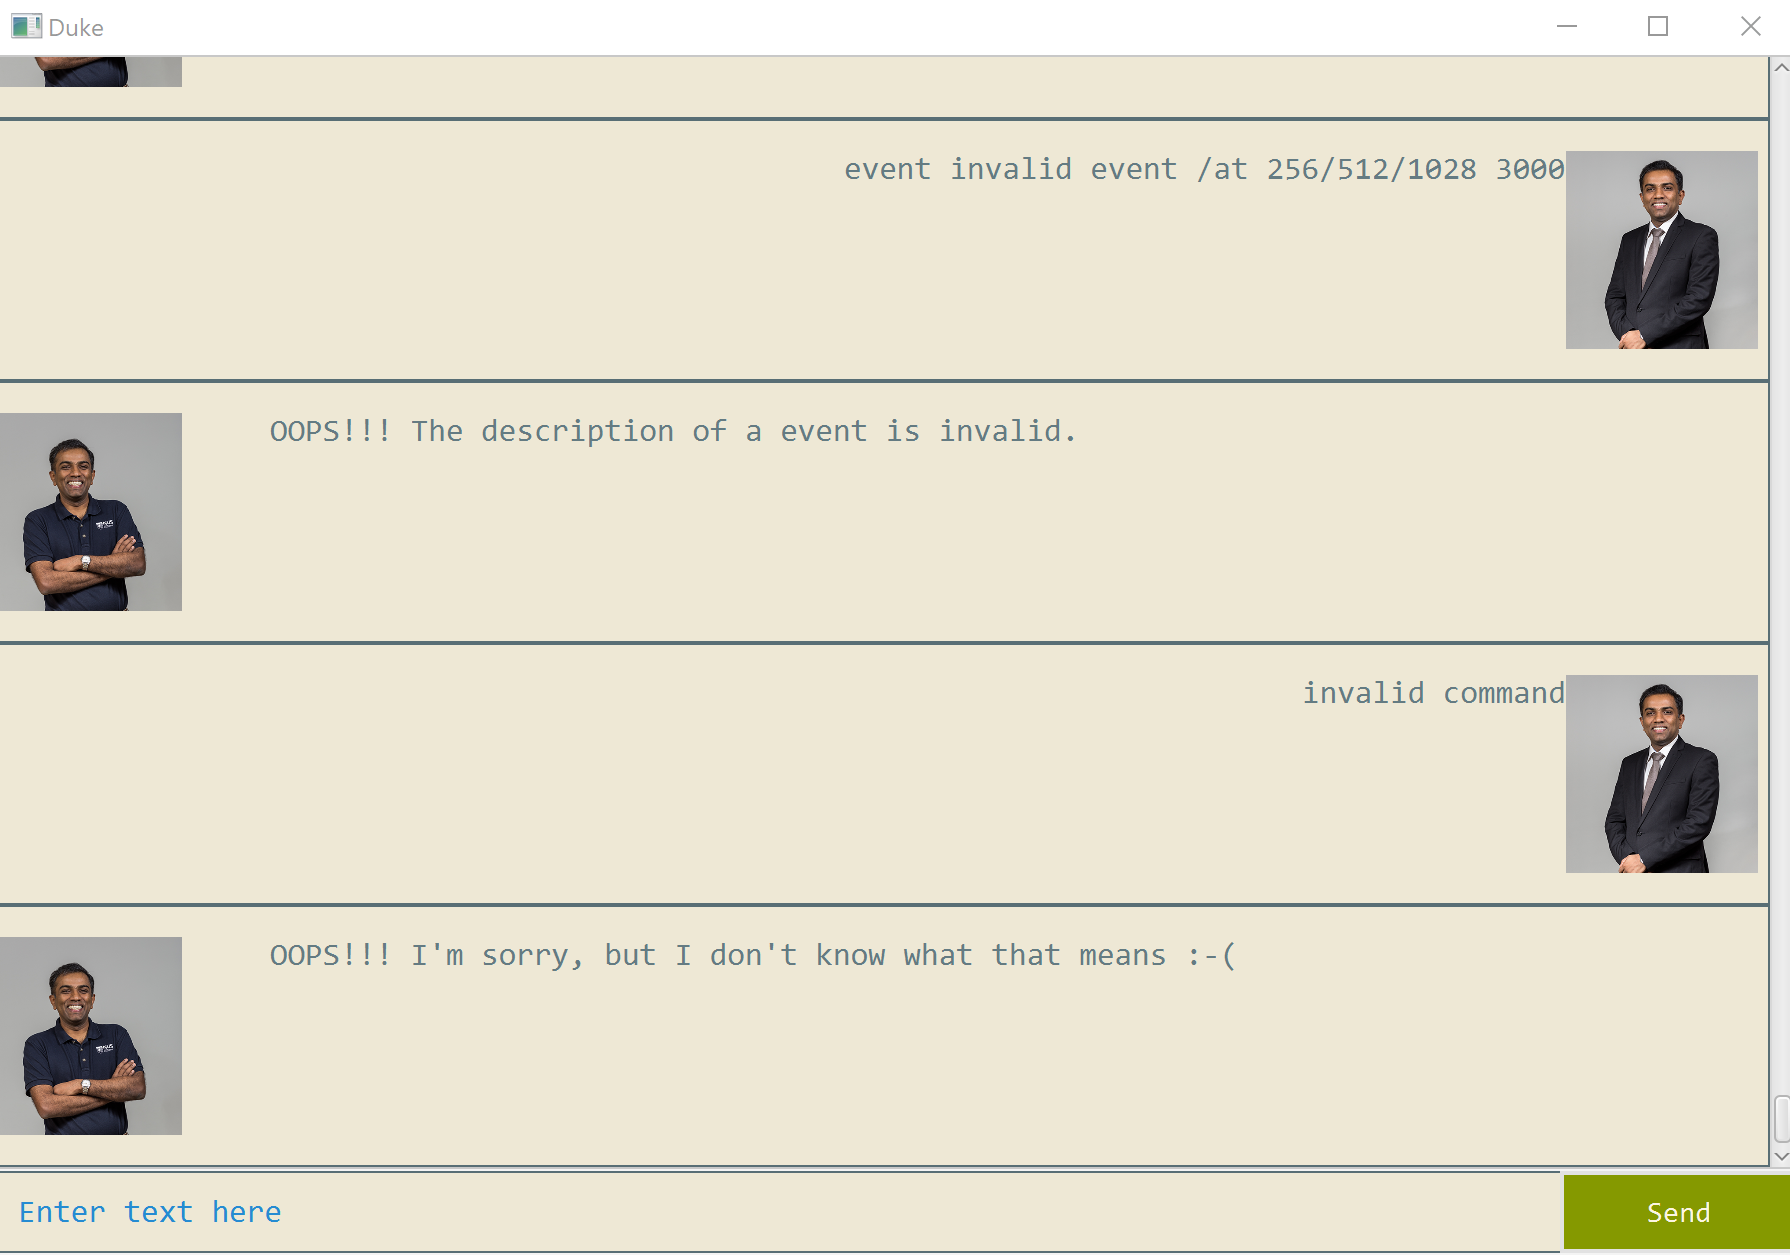 Duke
event invalid event /at 256/512/1028 3000
OOPS!!! The description of a event is invalid.
invalid command
OOPS!!! I'm sorry, but I don't know what that means :-(
Enter text here
Send